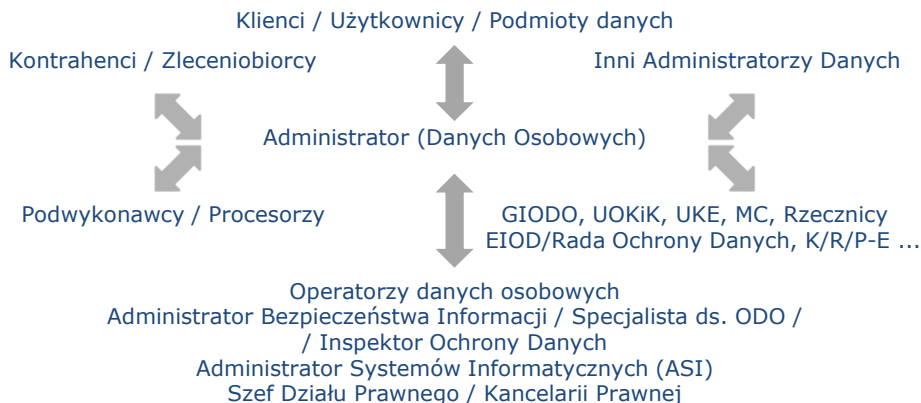 Klienci / Użytkownicy / Podmioty danych
Kontrahenci / Zleceniobiorcy
Inni Administratorzy Danych
Administrator (Danych Osobowych)
Podwykonawcy / Procesorzy
GIODO, UOKiK, UKE, MC, Rzecznicy
EIOD/Rada Ochrony Danych, K/R/P-E ...
Operatorzy danych osobowych
Administrator Bezpieczeństwa Informacji / Specjalista ds. ODO /
/ Inspektor Ochrony Danych
Administrator Systemów Informatycznych (ASI)
Szef Działu Prawnego / Kancelarii Prawnej